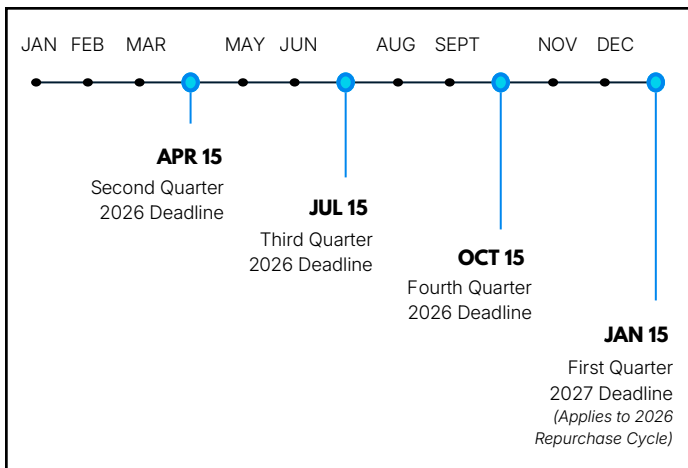 JAN FEB MAR MAY JUN AUG SEPT NOV DEC
APR 15
Second Quarter
2026 Deadline
JUL 15
Third Quarter
2026 Deadline
OCT 15
Fourth Quarter
2026 Deadline
JAN 15
First Quarter
2027 Deadline
(Applies to 2026
Repurchase Cycle)